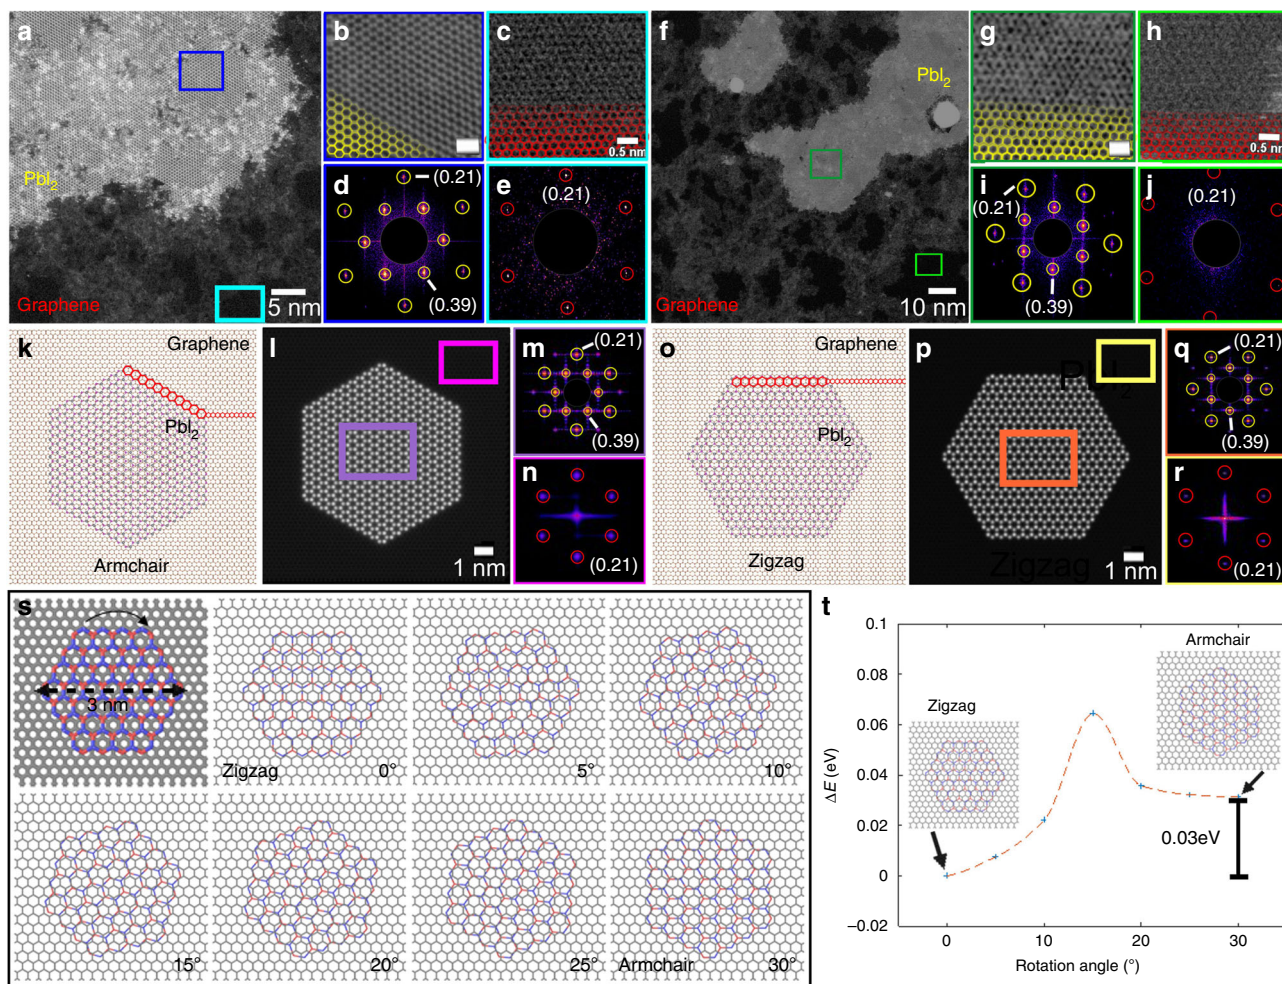 a
PbI2
Graphene
5 nm
b
c
0.5 nm
d
(0.21)
(0.39)
e
(0.21)
f
PbI2
Graphene
10 nm
g
h
0.5 nm
i
(0.21)
(0.39)
j
(0.21)
k
Graphene
PbI2
Armchair
l
1 nm
m
(0.21)
(0.39)
n
(0.21)
o
Graphene
PbI2
Zigzag
p
PbI2
Zigzag
1 nm
q
(0.21)
(0.39)
r
(0.21)
s
3 nm
Zigzag 0°
5°
10°
15°
20°
25°
Armchair 30°
t
0.1
0.08
0.06
0.04
0.02
0
–0.02
ΔE (eV)
Zigzag
Armchair
0.03eV
0 10 20 30
Rotation angle (°)